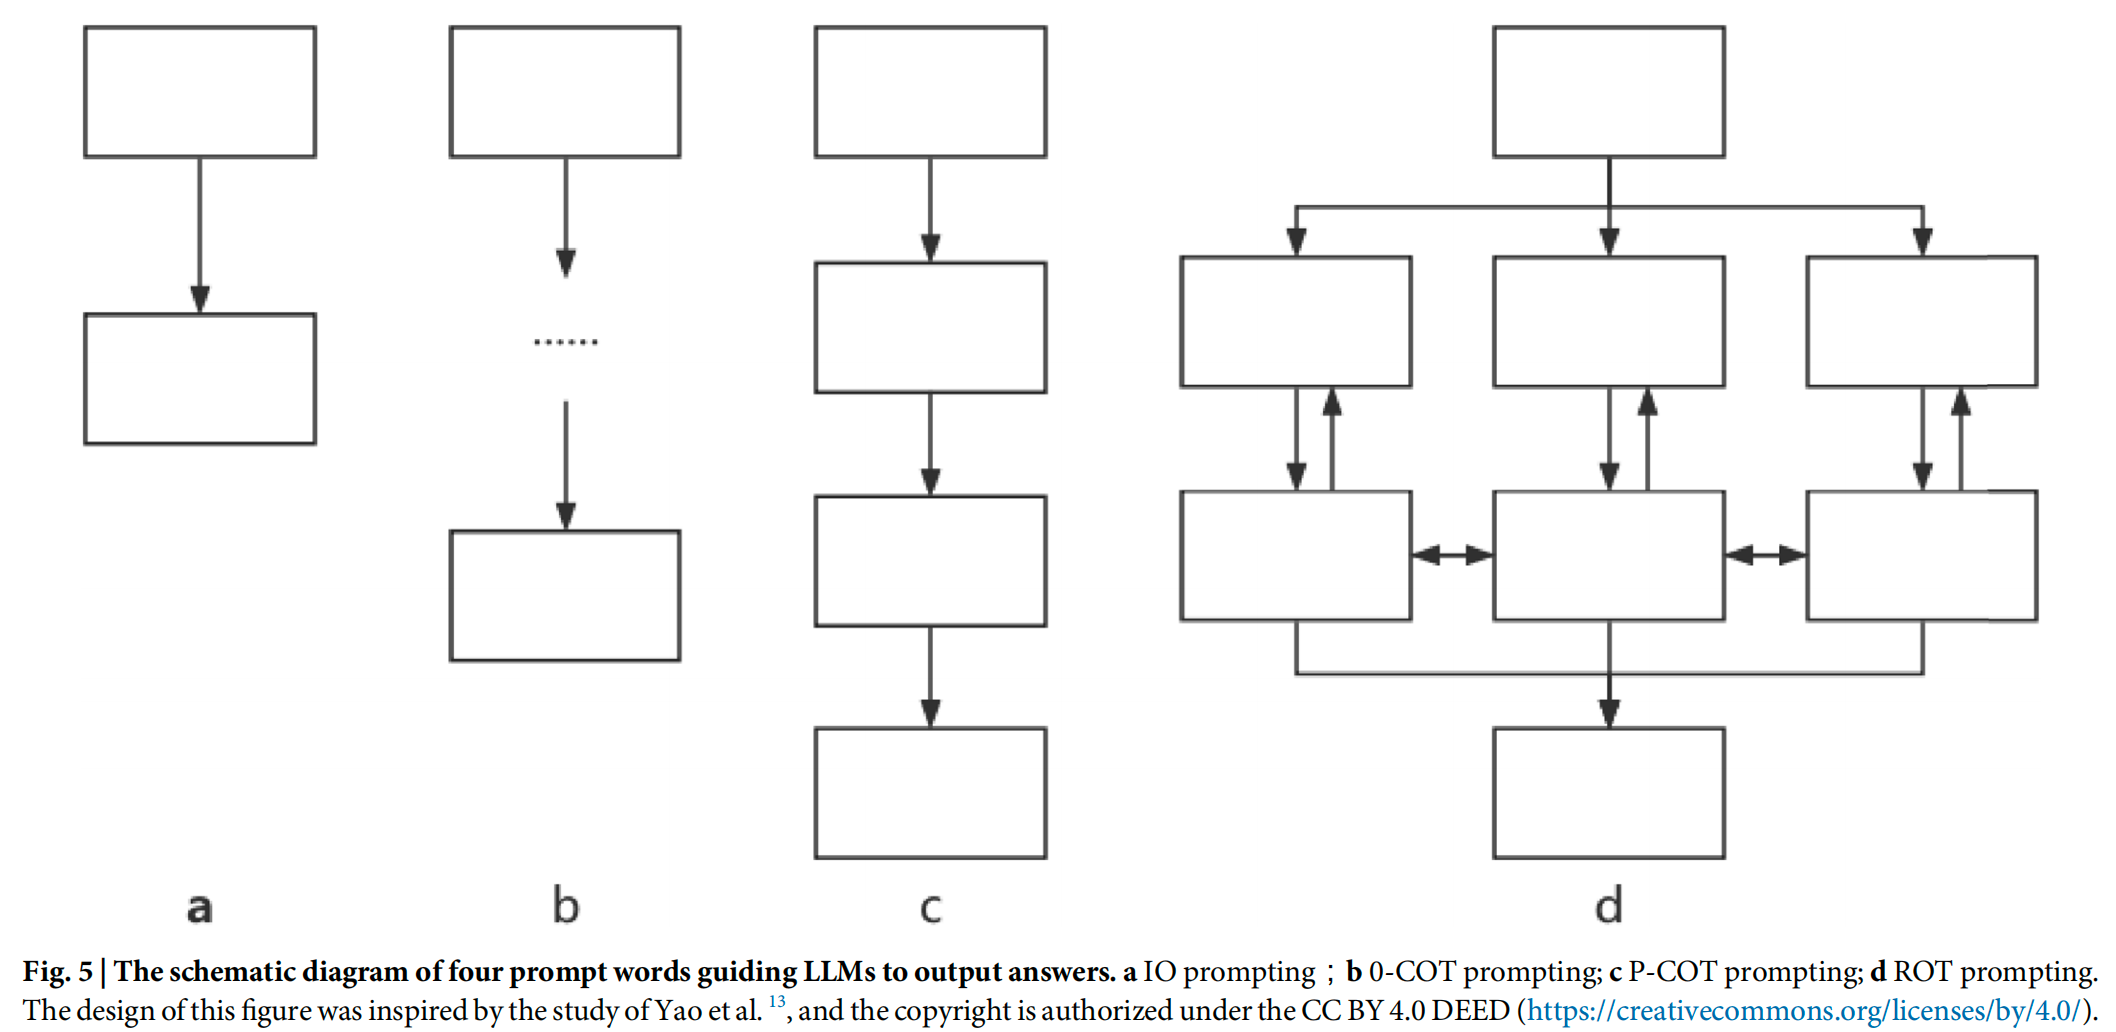 ......
a b c d
Fig. 5 | The schematic diagram of four prompt words guiding LLMs to output answers. a IO prompting ; b 0-COT prompting; c P-COT prompting; d ROT prompting.
The design of this figure was inspired by the study of Yao et al. 13, and the copyright is authorized under the CC BY 4.0 DEED (https://creativecommons.org/licenses/by/4.0/).